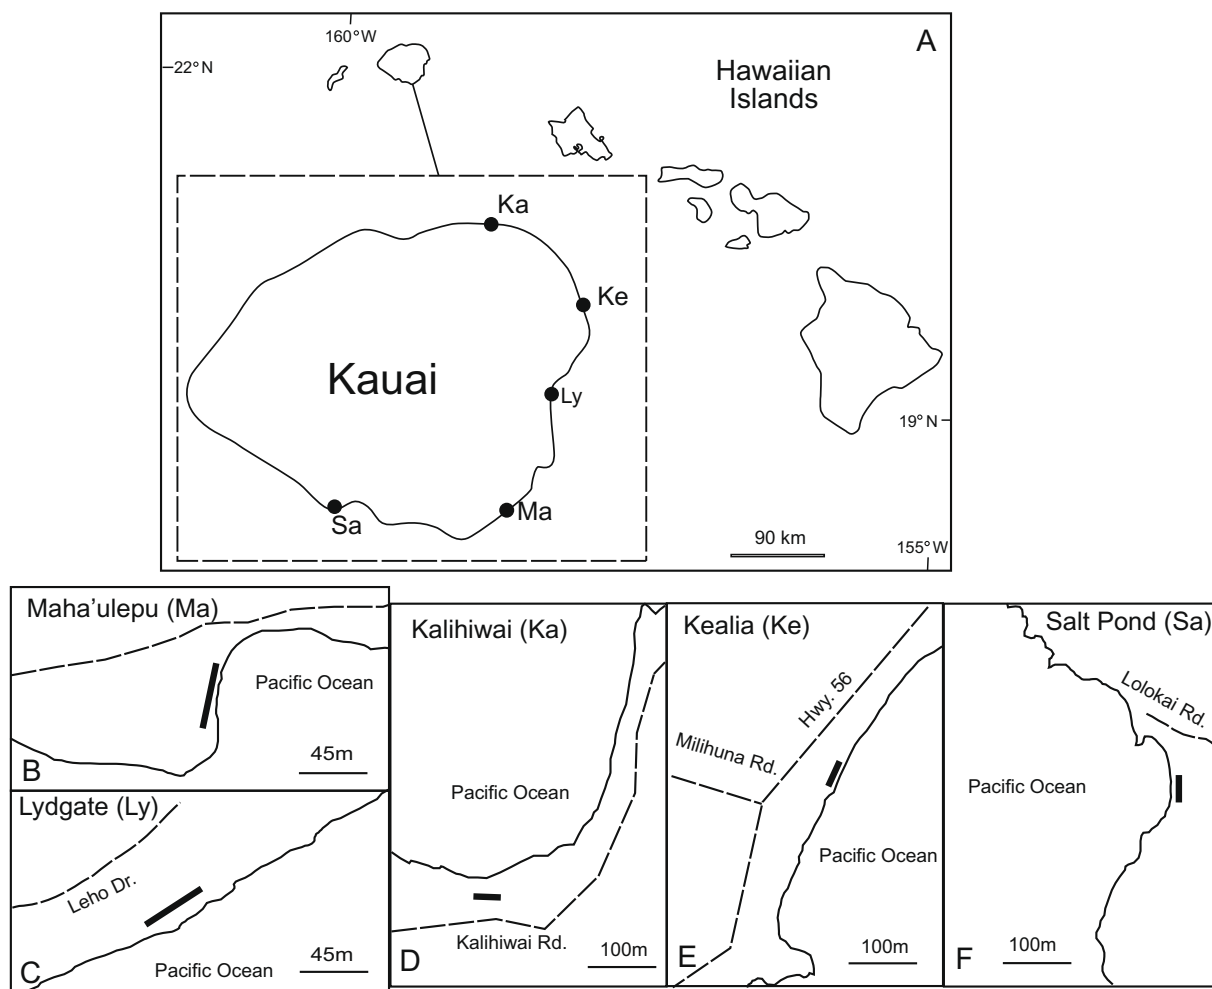 160°W
A
22°N
Hawaiian
Islands
Ka
Ke
Kauai
Ly
19°N
Sa
Ma
90 km
155°W
Maha'ulepu (Ma)
Pacific Ocean
45m
B
Lydgate (Ly)
Leho Dr.
Pacific Ocean
45m
C
Kalihiwai (Ka)
Pacific Ocean
Kalihiwai Rd.
100m
D
Kealia (Ke)
Hwy. 56
Milihuna Rd.
Pacific Ocean
100m
E
Salt Pond (Sa)
Lolokai Rd.
Pacific Ocean
100m
F